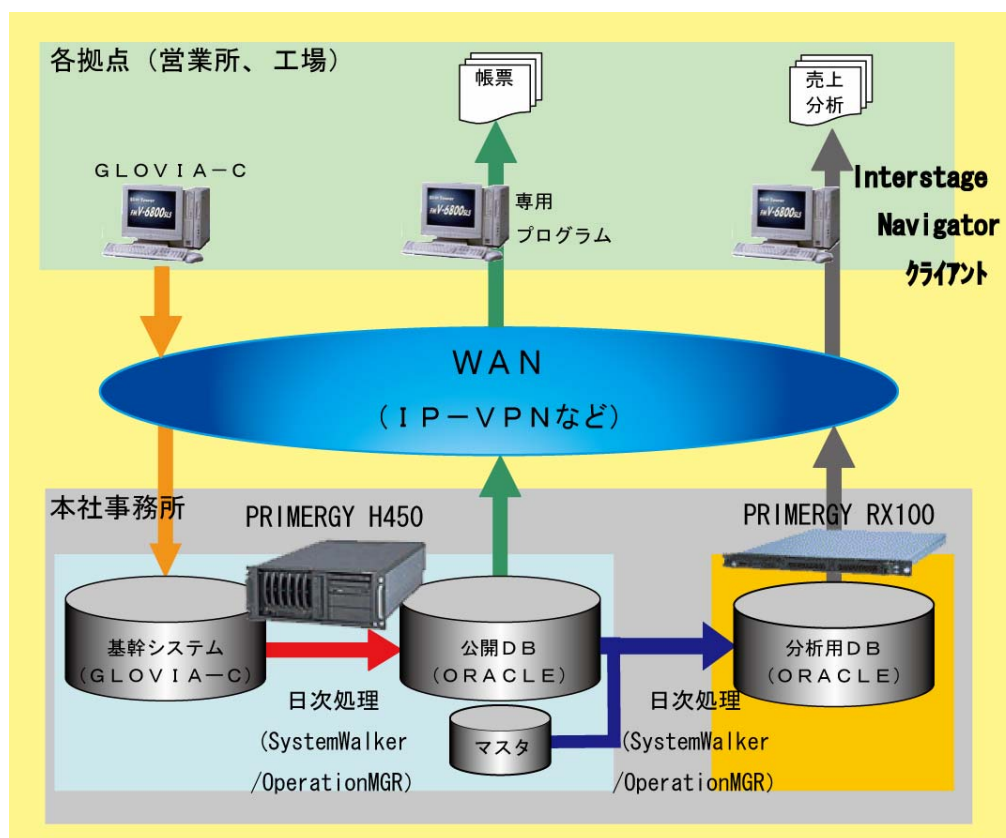 各拠点（営業所、工場）
帳票
売上
分析
ＧＬＯＶＩＡ－Ｃ
専用
プログラム
Interstage
Navigator
クライアント
ＷＡＮ
（ＩＰ－ＶＰＮなど）
本社事務所
PRIMERGY H450
PRIMERGY RX100
基幹システム
（ＧＬＯＶＩＡ－Ｃ）
公開ＤＢ
（ＯＲＡＣＬＥ）
分析用ＤＢ
（ＯＲＡＣＬＥ）
日次処理
（SystemWalker
/OperationMGR）
マスタ
日次処理
（SystemWalker
/OperationMGR）